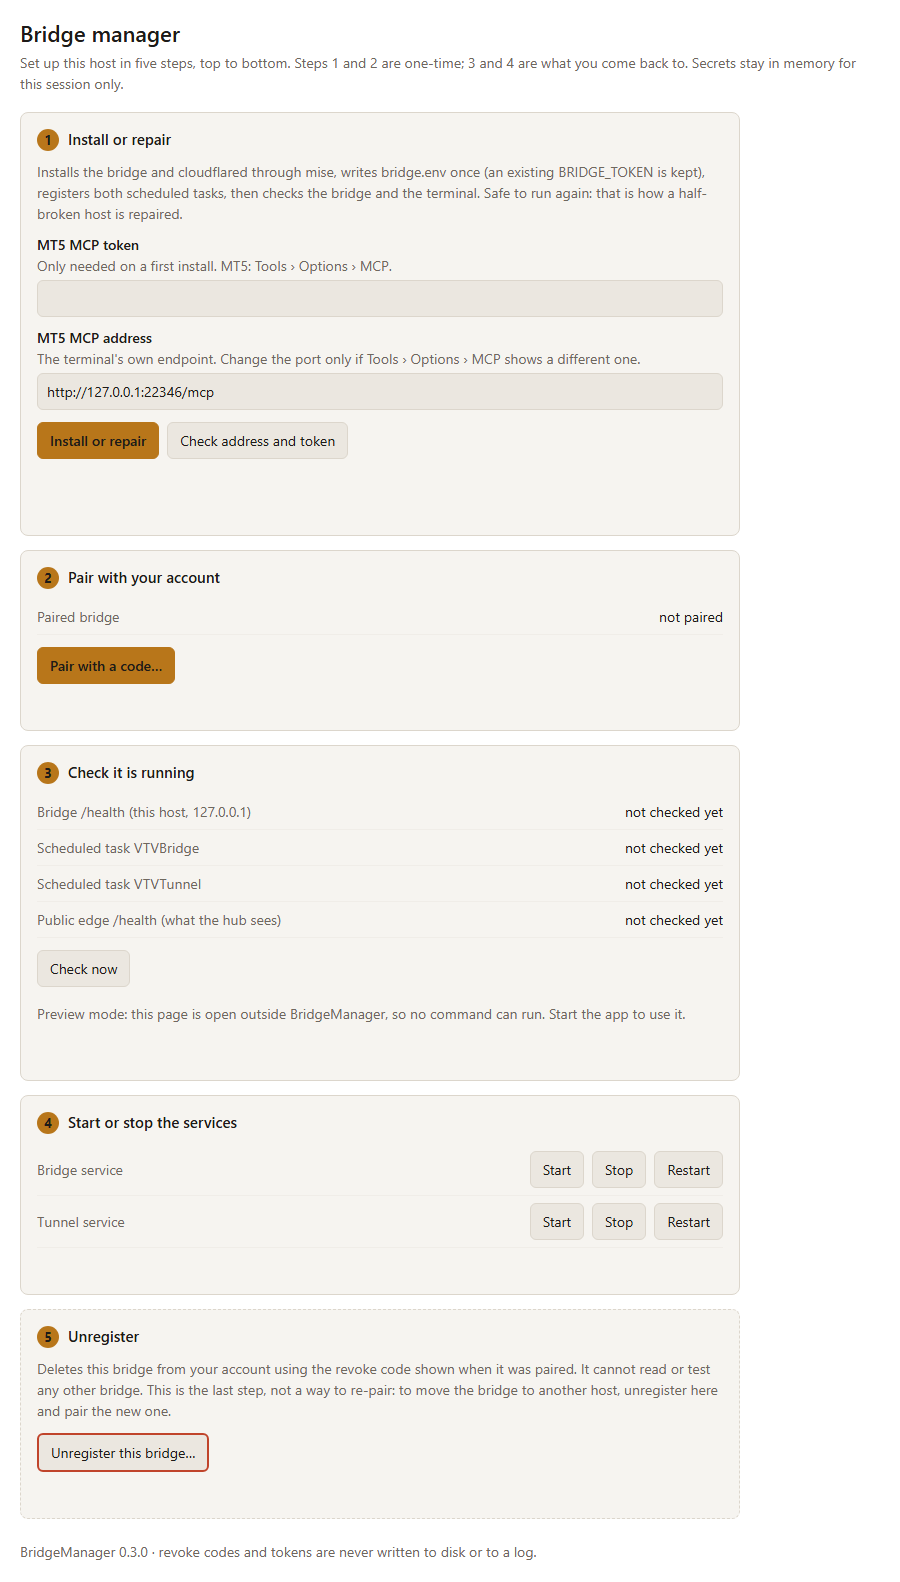 Bridge manager
Set up this host in five steps, top to bottom. Steps 1 and 2 are one-time; 3 and 4 are what you come back to. Secrets stay in memory for
this session only.
1 Install or repair
Installs the bridge and cloudflared through mise, writes bridge.env once (an existing BRIDGE_TOKEN is kept),
registers both scheduled tasks, then checks the bridge and the terminal. Safe to run again: that is how a half-
broken host is repaired.
MT5 MCP token
Only needed on a first install. MT5: Tools › Options › MCP.
MT5 MCP address
The terminal's own endpoint. Change the port only if Tools › Options › MCP shows a different one.
http://127.0.0.1:22346/mcp
Install or repair Check address and token
2 Pair with your account
Paired bridge not paired
Pair with a code...
3 Check it is running
Bridge /health (this host, 127.0.0.1) not checked yet
Scheduled task VTVBridge not checked yet
Scheduled task VTVTunnel not checked yet
Public edge /health (what the hub sees) not checked yet
Check now
Preview mode: this page is open outside BridgeManager, so no command can run. Start the app to use it.
4 Start or stop the services
Bridge service Start Stop Restart
Tunnel service Start Stop Restart
5 Unregister
Deletes this bridge from your account using the revoke code shown when it was paired. It cannot read or test
any other bridge. This is the last step, not a way to re-pair: to move the bridge to another host, unregister here
and pair the new one.
Unregister this bridge...
BridgeManager 0.3.0 · revoke codes and tokens are never written to disk or to a log.